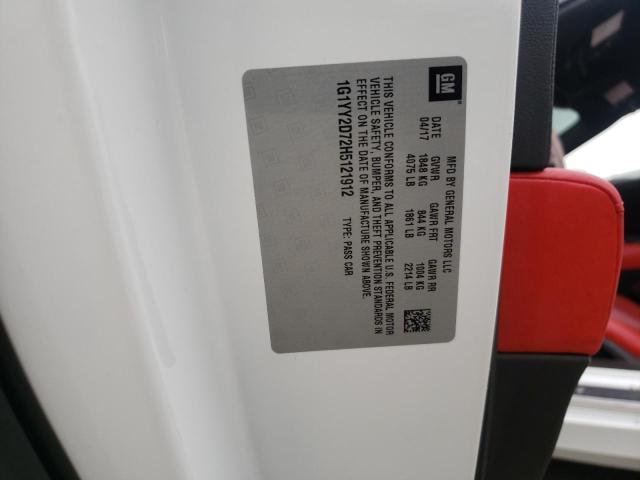 GM
MFD BY GENERAL MOTORS LLC
DATE GVWR GAWR FRT GAWR RR
04/17 1848 KG 844 KG 1004 KG
4075 LB 1861 LB 2214 LB
THIS VEHICLE CONFORMS TO ALL APPLICABLE U.S. FEDERAL MOTOR
VEHICLE SAFETY, BUMPER, AND THEFT PREVENTION STANDARDS IN
EFFECT ON THE DATE OF MANUFACTURE SHOWN ABOVE.
1G1YY2D72H5121912 TYPE: PASS CAR